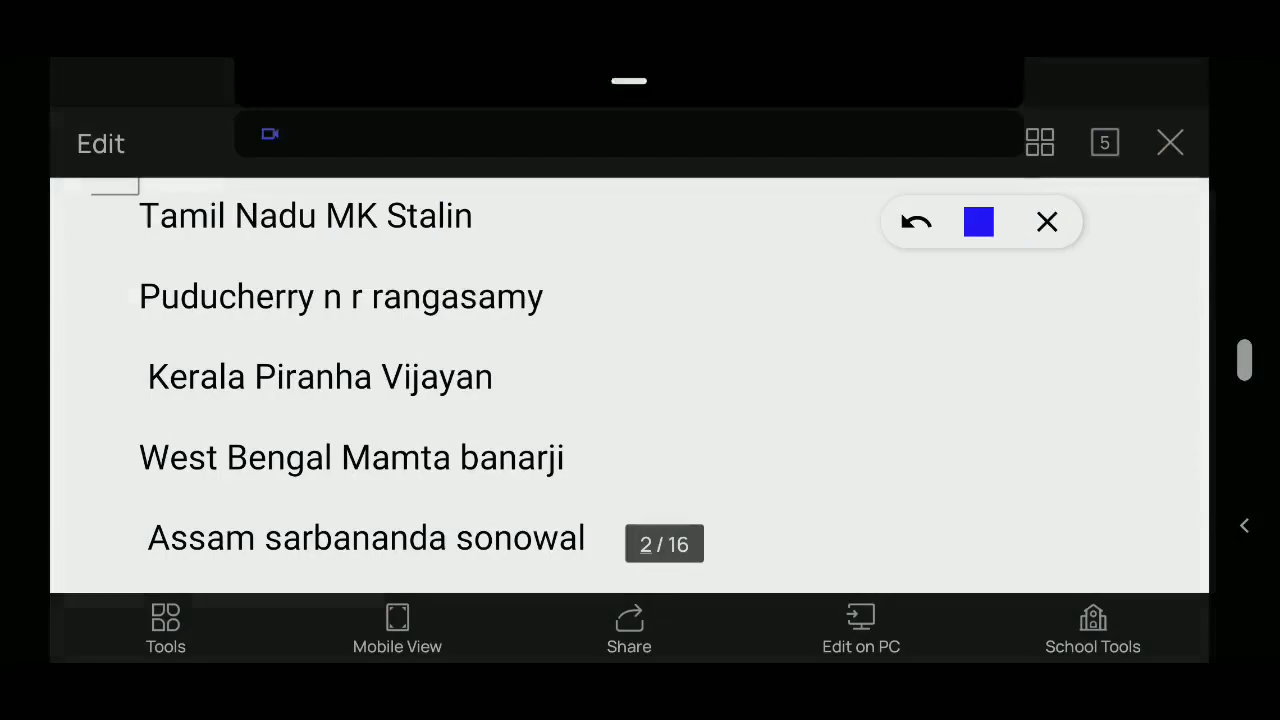 Edit
5
Tamil Nadu MK Stalin
Puducherry n r rangasamy
Kerala Piranha Vijayan
West Bengal Mamta banarji
Assam sarbananda sonowal
2 / 16
Tools
Mobile View
Share
Edit on PC
School Tools